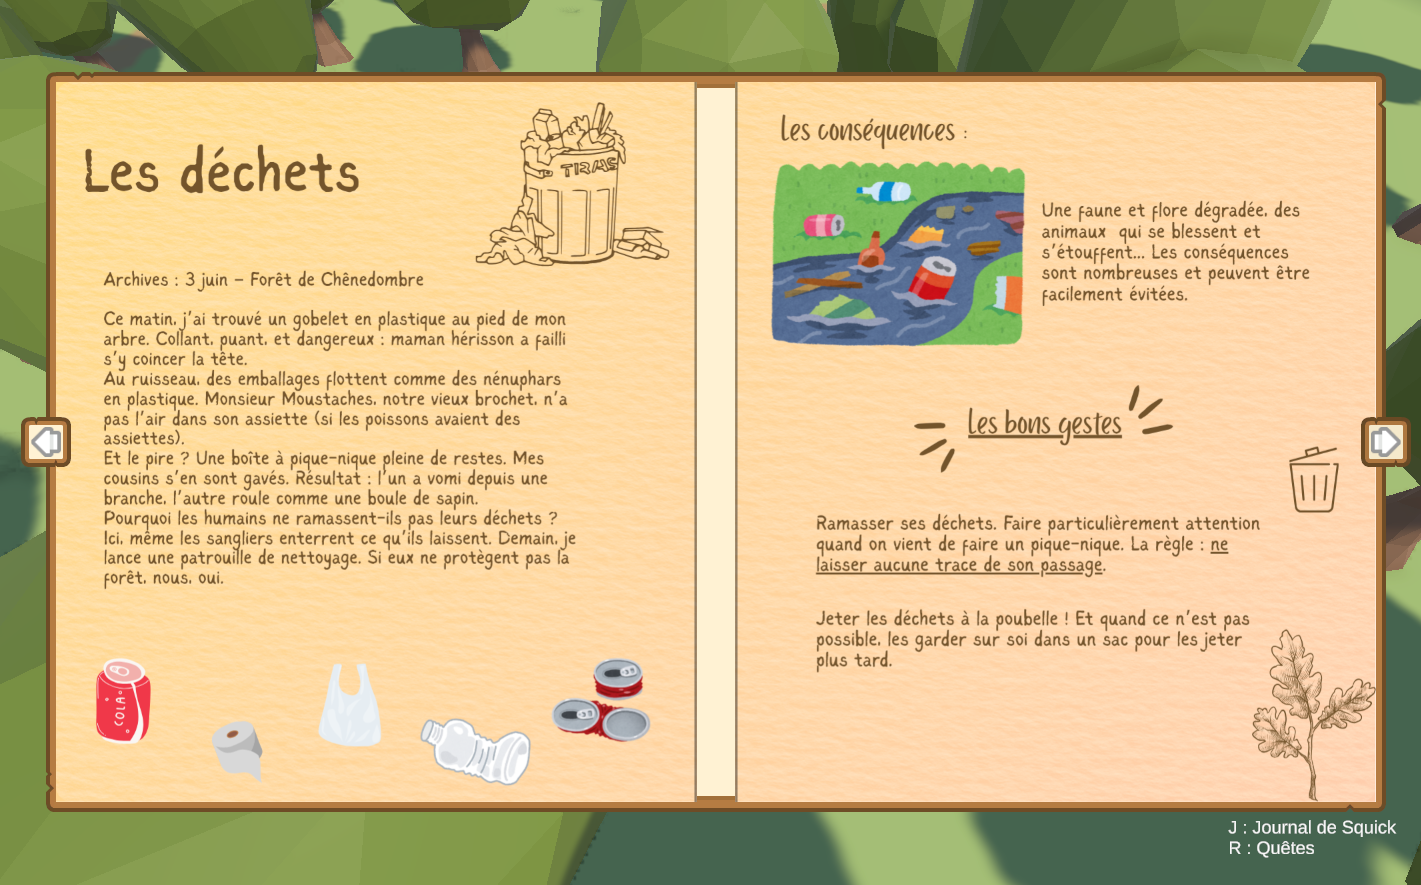 Les déchets
Archives : 3 juin – Forêt de Chênedombre
Ce matin, j'ai trouvé un gobelet en plastique au pied de mon
arbre. Collant, puant, et dangereux : maman hérisson a failli
s'y coincer la tête.
Au ruisseau, des emballages flottent comme des nénuphars
en plastique. Monsieur Moustaches, notre vieux brochet, n'a
pas l'air dans son assiette (si les poissons avaient des
assiettes).
Et le pire ? Une boîte à pique-nique pleine de restes. Mes
cousins s'en sont gavés. Résultat : l'un a vomi depuis une
branche, l'autre roule comme une boule de sapin.
Pourquoi les humains ne ramassent-ils pas leurs déchets ?
Ici, même les sangliers enterrent ce qu'ils laissent. Demain, je
lance une patrouille de nettoyage. Si eux ne protègent pas la
forêt, nous, oui.
COLA
Les conséquences :
Une faune et flore dégradée, des
animaux qui se blessent et
s'étouffent... Les conséquences
sont nombreuses et peuvent être
facilement évitées.
Les bons gestes
Ramasser ses déchets. Faire particulièrement attention
quand on vient de faire un pique-nique. La règle : ne
laisser aucune trace de son passage.
Jeter les déchets à la poubelle ! Et quand ce n'est pas
possible, les garder sur soi dans un sac pour les jeter
plus tard.
J : Journal de Squick
R : Quêtes